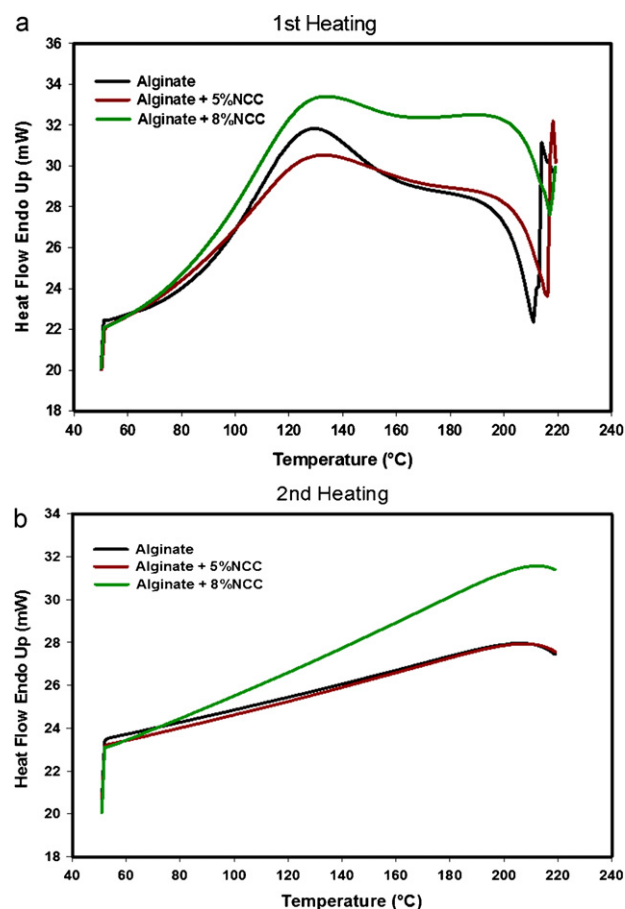 a
1st Heating
36
34
32
30
28
26
24
22
20
18
Heat Flow Endo Up (mW)
Alginate
Alginate + 5%NCC
Alginate + 8%NCC
40 60 80 100 120 140 160 180 200 220 240
Temperature (°C)
b
2nd Heating
34
32
30
28
26
24
22
20
18
Heat Flow Endo Up (mW)
Alginate
Alginate + 5%NCC
Alginate + 8%NCC
40 60 80 100 120 140 160 180 200 220 240
Temperature (°C)